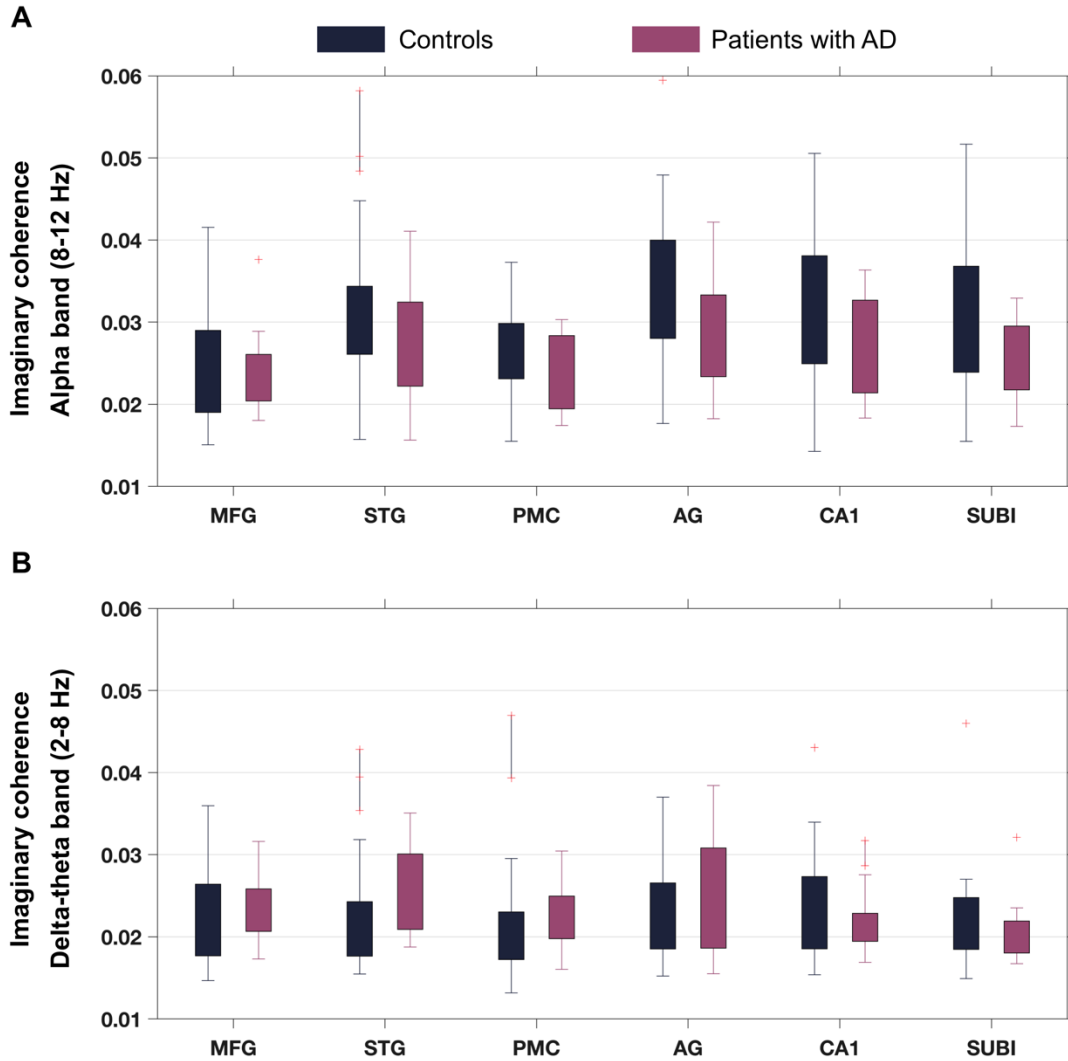 A
Controls
Patients with AD
Imaginary coherence
Alpha band (8-12 Hz)
0.06
0.05
0.04
0.03
0.02
0.01
MFG STG PMC AG CA1 SUBI
B
Imaginary coherence
Delta-theta band (2-8 Hz)
0.06
0.05
0.04
0.03
0.02
0.01
MFG STG PMC AG CA1 SUBI